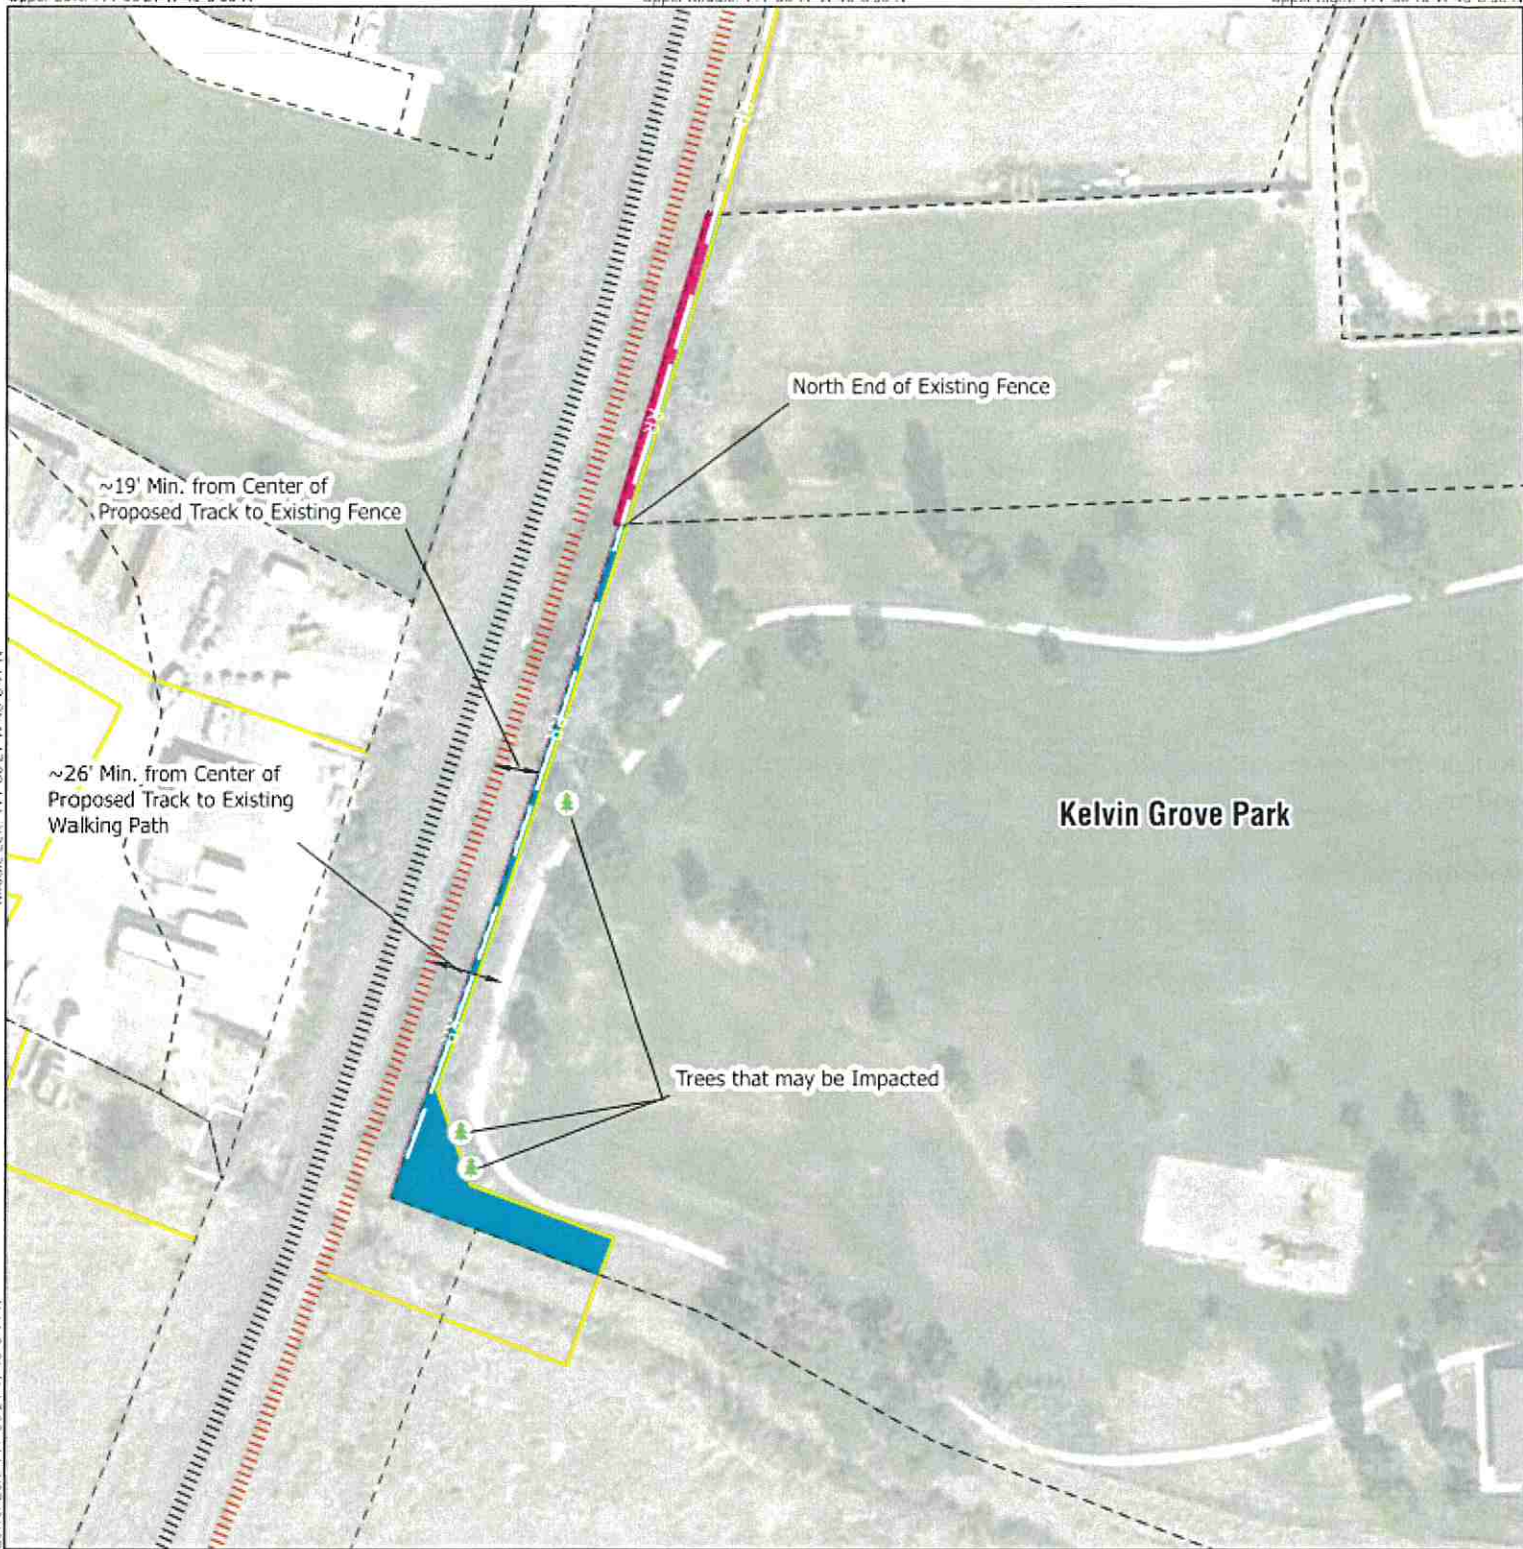 North End of Existing Fence
~19' Min. from Center of
Proposed Track to Existing Fence
~26' Min. from Center of
Proposed Track to Existing
Walking Path
Kelvin Grove Park
Trees that may be Impacted